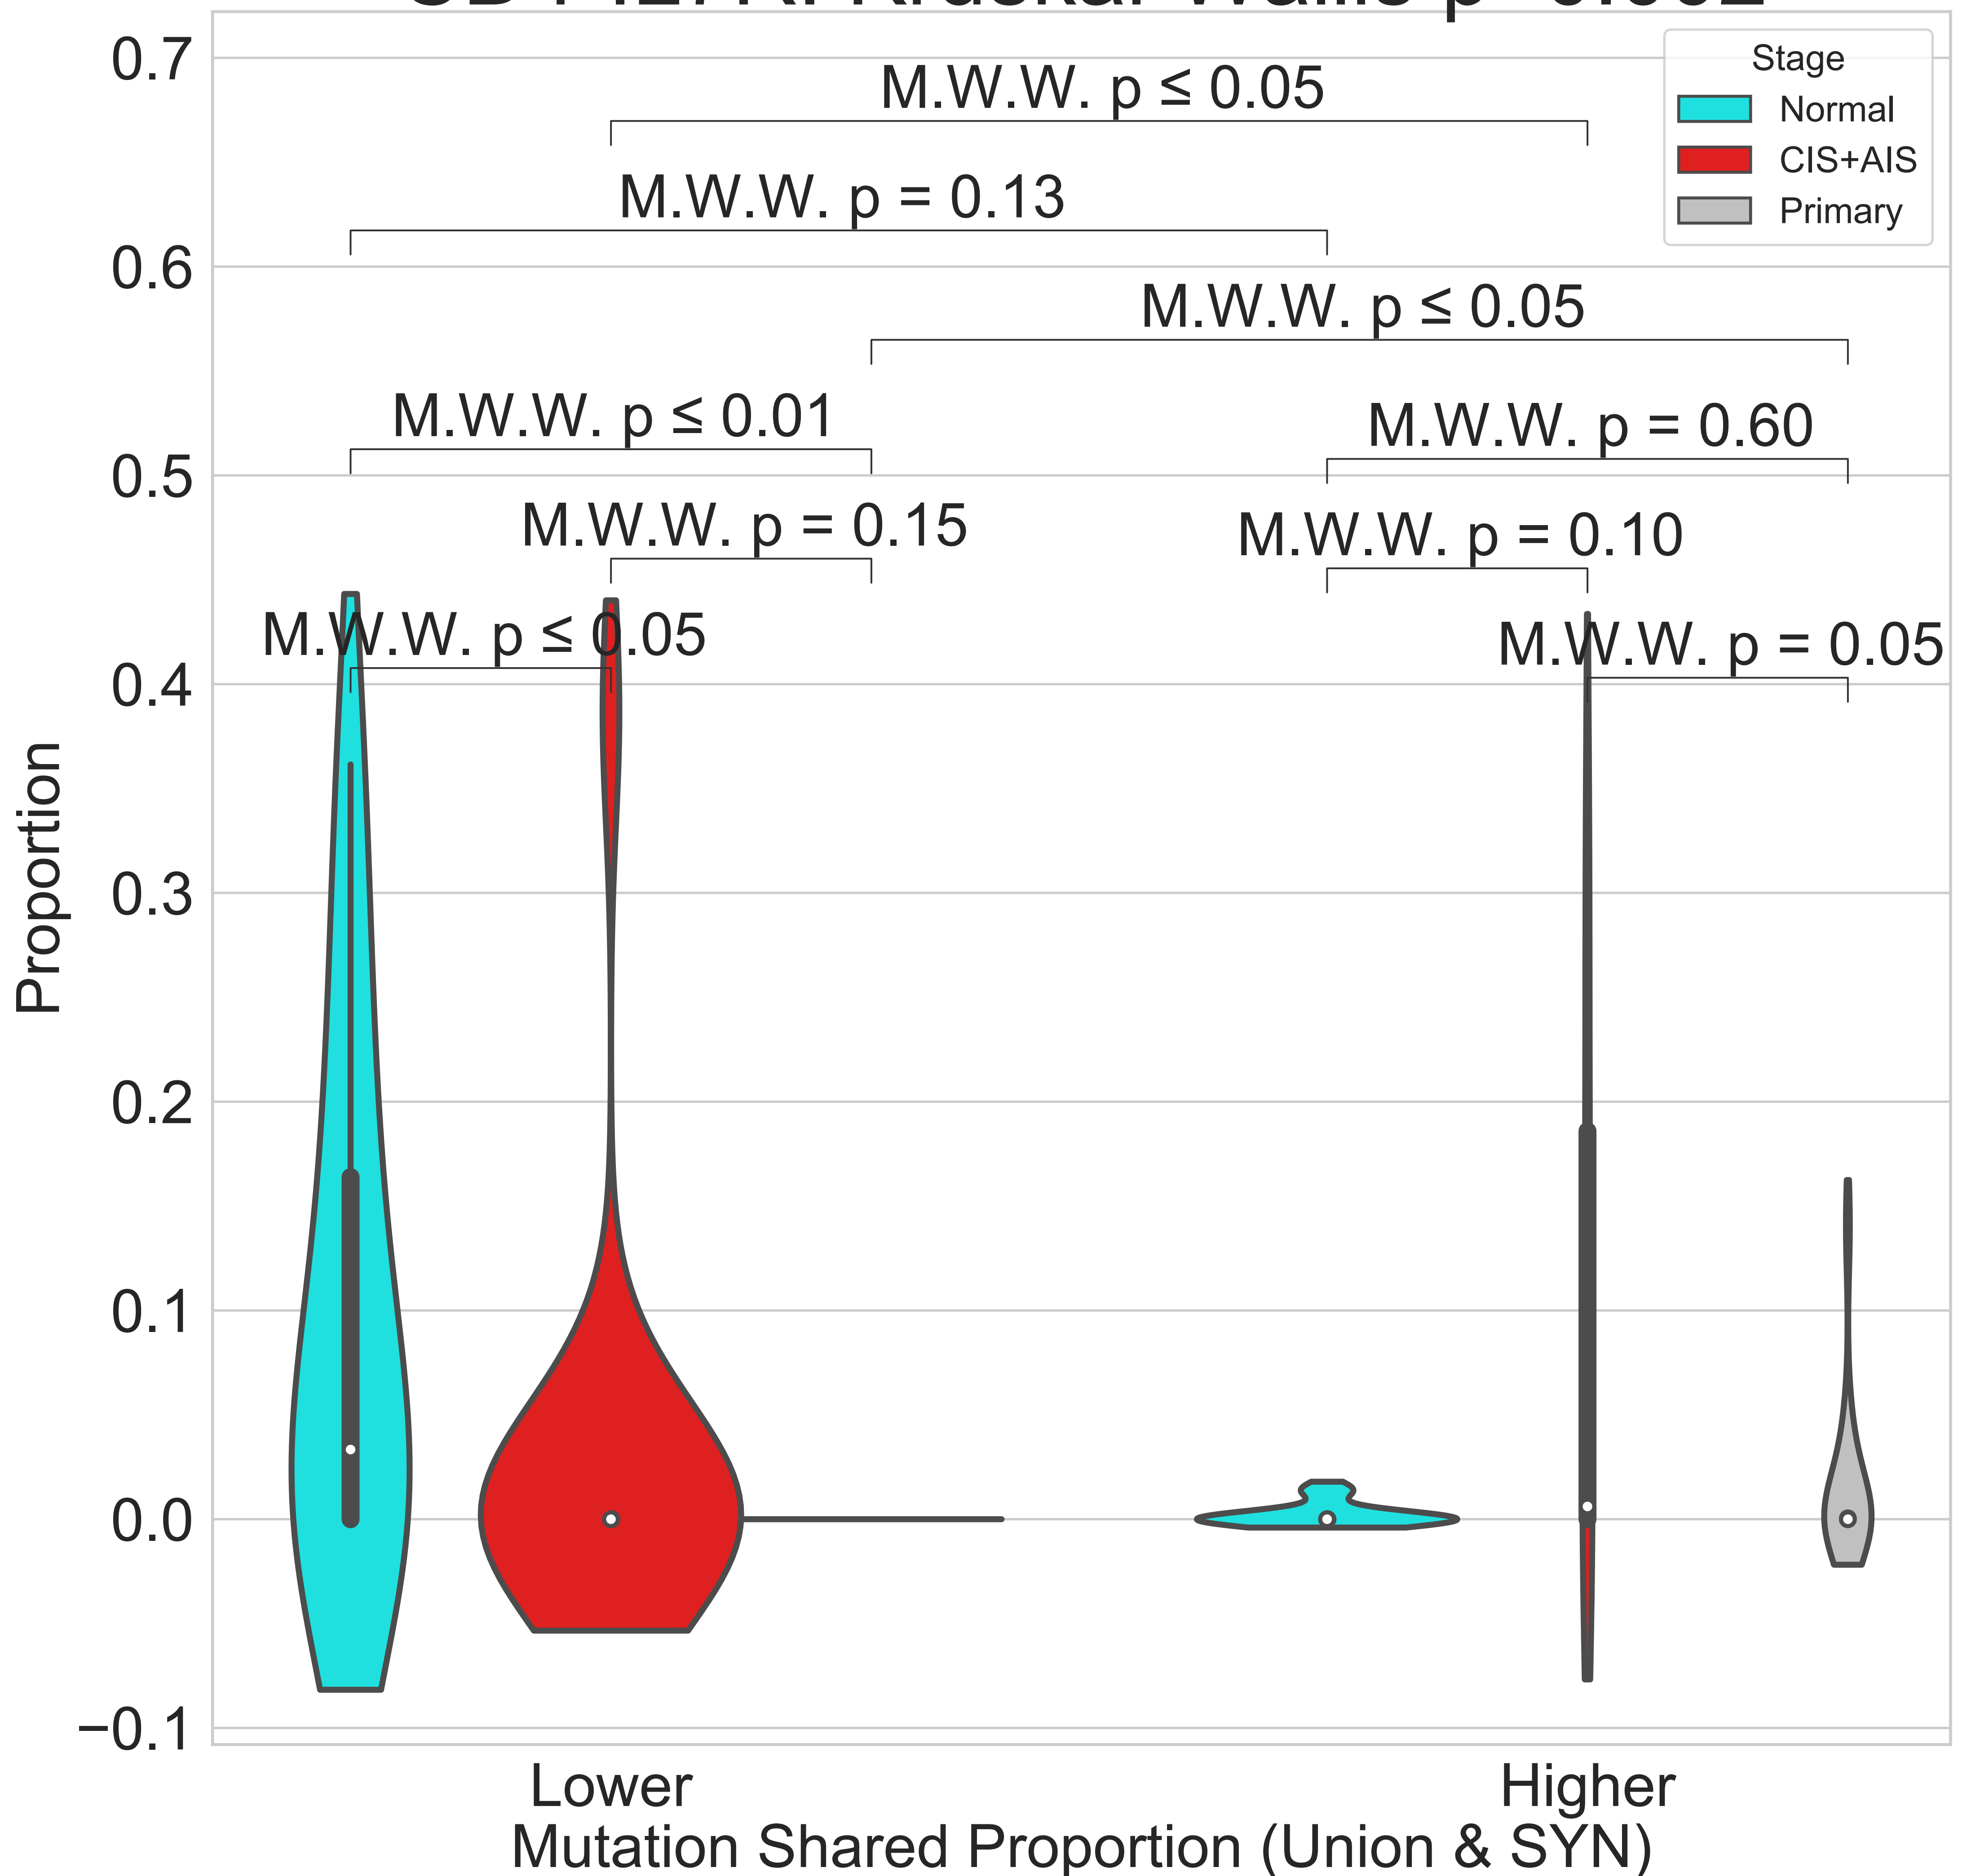 0.7
0.6
0.5
0.4
0.3
0.2
0.1
0.0
−0.1
Proportion
M.W.W. p ≤ 0.05
M.W.W. p = 0.13
M.W.W. p ≤ 0.05
M.W.W. p ≤ 0.01
M.W.W. p = 0.60
M.W.W. p = 0.15
M.W.W. p = 0.10
M.W.W. p ≤ 0.05
M.W.W. p = 0.05
Stage
Normal
CIS+AIS
Primary
Lower
Higher
Mutation Shared Proportion (Union & SYN)